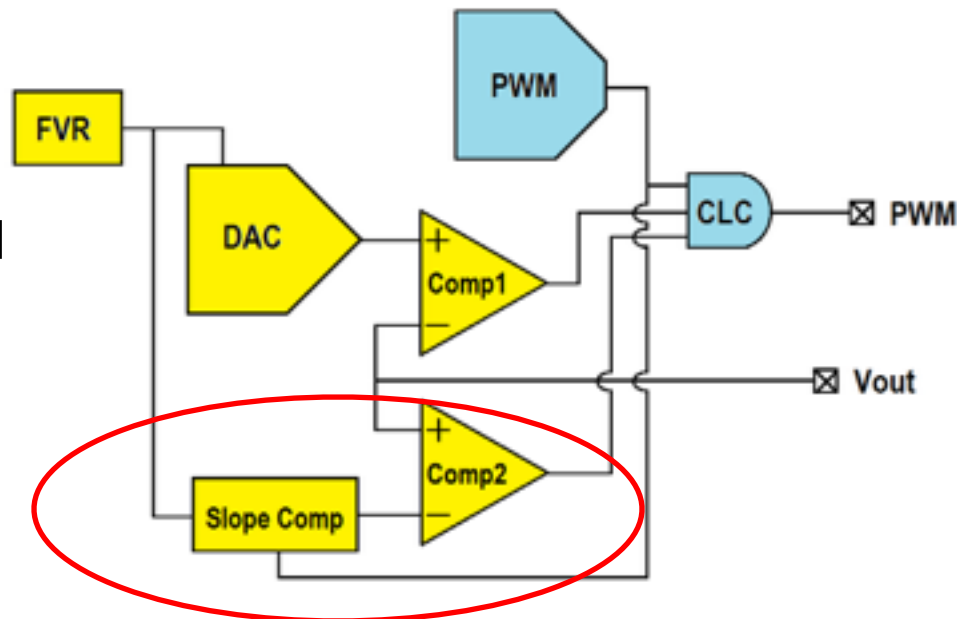 PWM
FVR
DAC
CLC
PWM
+
Comp1
−
Vout
+
Comp2
Slope Comp
−